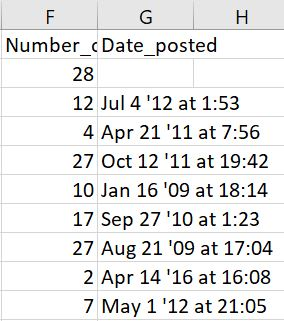 F G H
Number_ Date_posted
28
12 Jul 4 '12 at 1:53
4 Apr 21 '11 at 7:56
27 Oct 12 '11 at 19:42
10 Jan 16 '09 at 18:14
17 Sep 27 '10 at 1:23
27 Aug 21 '09 at 17:04
2 Apr 14 '16 at 16:08
7 May 1 '12 at 21:05